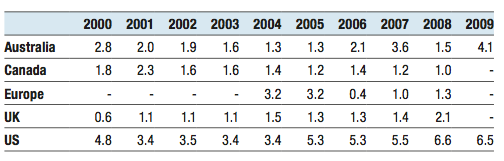 2000 2001 2002 2003 2004 2005 2006 2007 2008 2009
Australia 2.8 2.0 1.9 1.6 1.3 1.3 2.1 3.6 1.5 4.1
Canada 1.8 2.3 1.6 1.6 1.4 1.2 1.4 1.2 1.0 -
Europe - - - - 3.2 3.2 0.4 1.0 1.3 -
UK 0.6 1.1 1.1 1.1 1.5 1.3 1.3 1.4 2.1 -
US 4.8 3.4 3.5 3.4 3.4 5.3 5.3 5.5 6.6 6.5